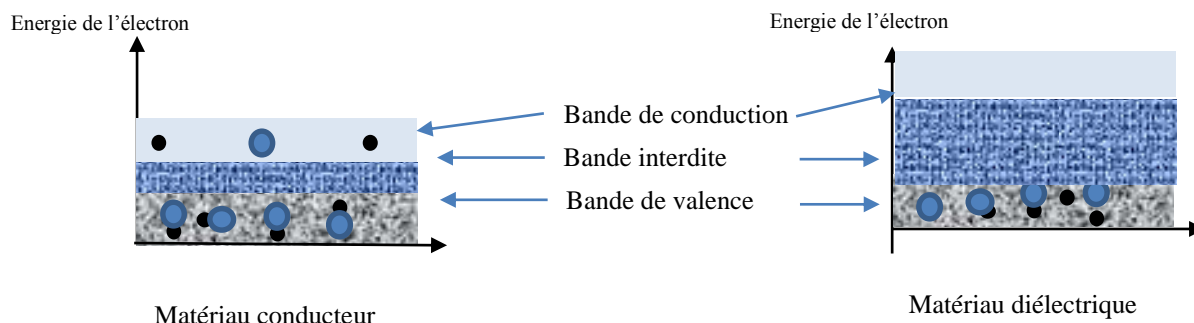 Energie de l'électron
Energie de l'électron
Bande de conduction
Bande interdite
Bande de valence
Matériau conducteur
Matériau diélectrique